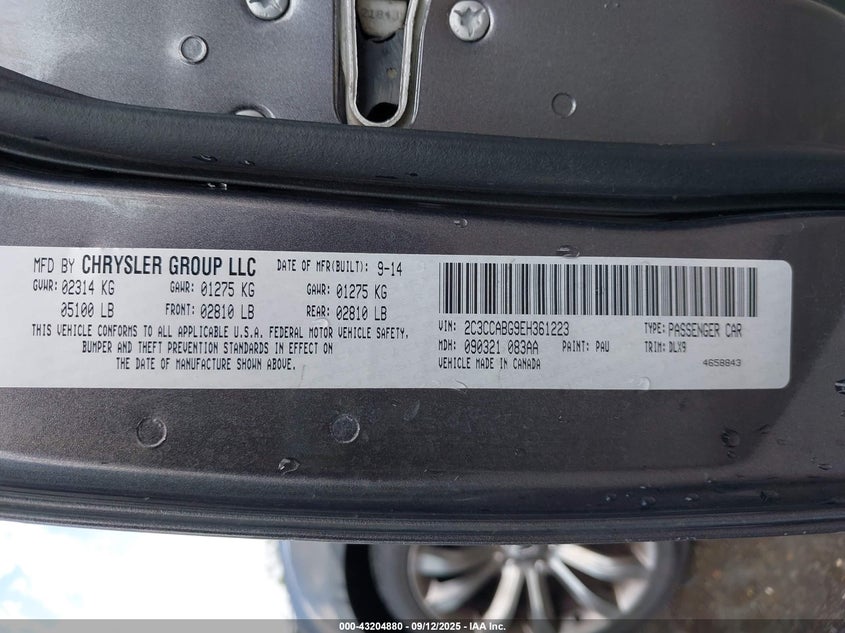 MFD BY CHRYSLER GROUP LLC DATE OF MFR(BUILT): 9-14
GVWR: 02314 KG GAWR: 01275 KG GAWR: 01275 KG
05100 LB FRONT: 02810 LB REAR: 02810 LB
THIS VEHICLE CONFORMS TO ALL APPLICABLE U.S.A. FEDERAL MOTOR VEHICLE SAFETY,
BUMPER AND THEFT PREVENTION STANDARDS IN EFFECT ON
THE DATE OF MANUFACTURE SHOWN ABOVE.
VIN: 2C3CCABG9EH361223 TYPE: PASSENGER CAR
MDH: 090321 083AA PAINT: PAU TRIM: DLX9
VEHICLE MADE IN CANADA 4658843
000-43204880 - 09/12/2025 - IAA